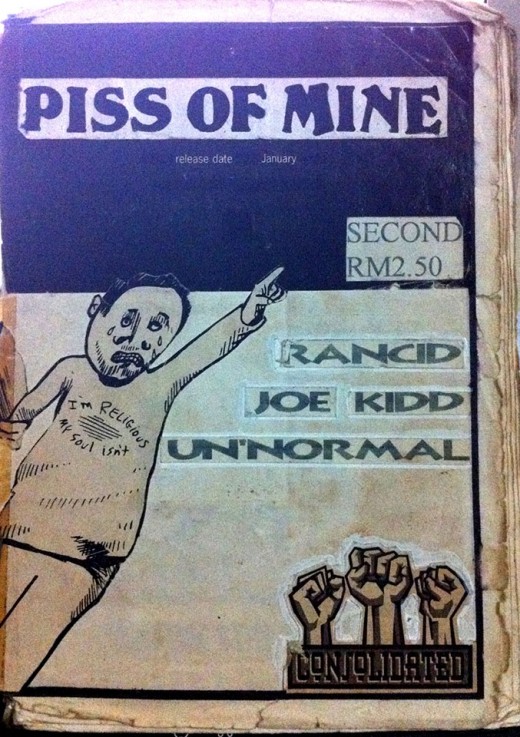 PISS OF MINE
release date January
SECOND
RM2.50
RANCID
JOE KIDD
UN'NORMAL
I'M RELIGIOUS
MY SOUL isn't
CONSOLIDATED